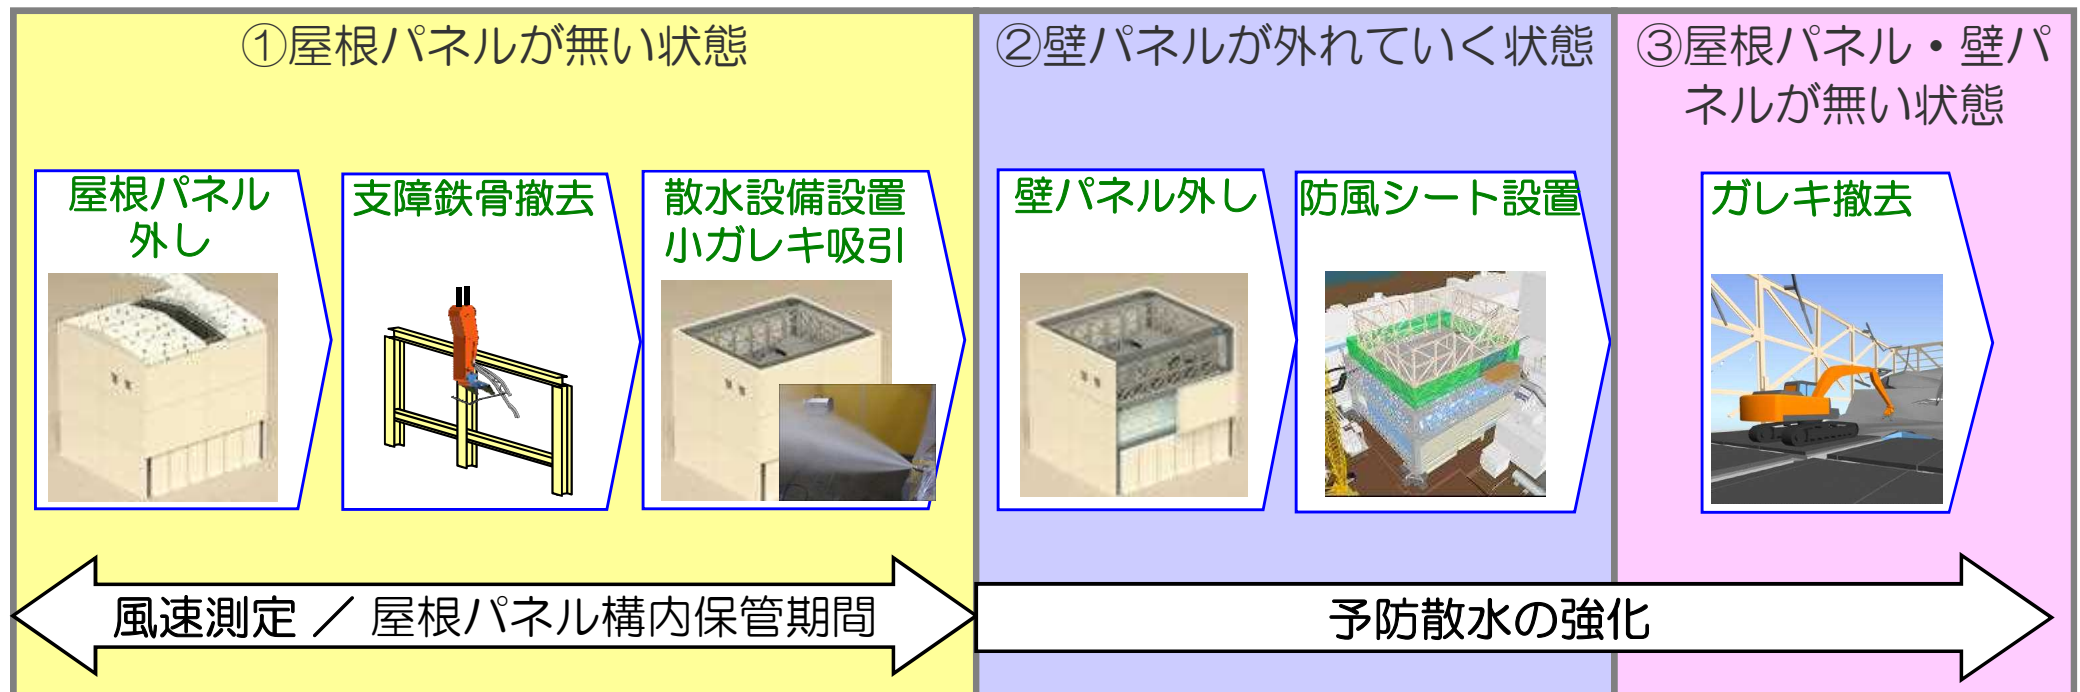 ①屋根パネルが無い状態
②壁パネルが外れていく状態
③屋根パネル・壁パ
ネルが無い状態
屋根パネル
外し
支障鉄骨撤去
散水設備設置
小ガレキ吸引
壁パネル外し
防風シート設置
ガレキ撤去
風速測定 ／ 屋根パネル構内保管期間
予防散水の強化